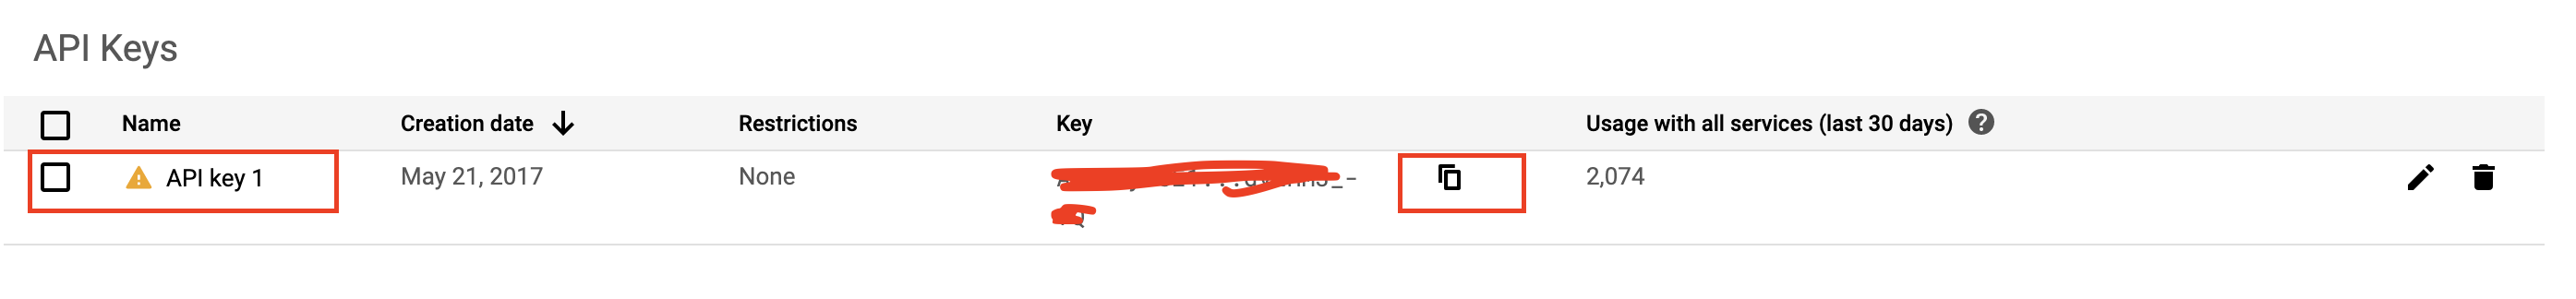 API Keys
Name Creation date Restrictions Key Usage with all services (last 30 days)
API key 1 May 21, 2017 None 2,074